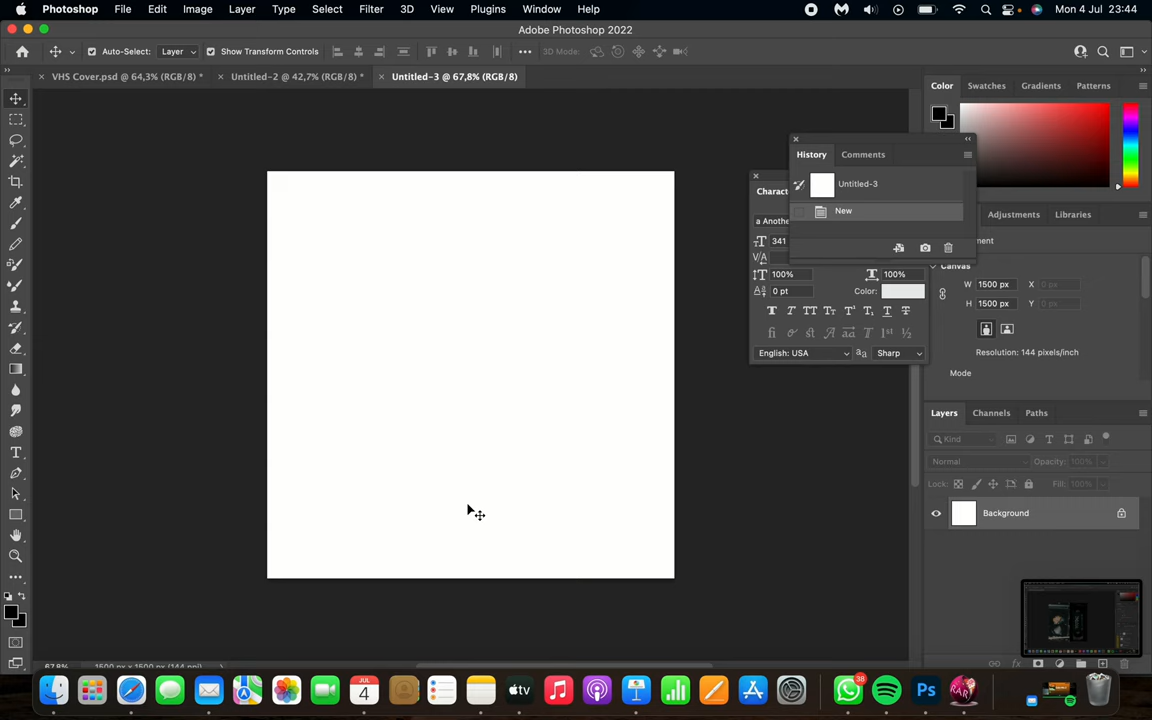 Photoshop File Edit Image Layer Type Select Filter 3D View Plugins Window Help Mon 4 Jul 23:44
Adobe Photoshop 2022
Auto-Select: Layer Show Transform Controls 3D Mode:
VHS Cover.psd @ 64,3% (RGB/8) * Untitled-2 @ 42,7% (RGB/8) * Untitled-3 @ 67,8% (RGB/8)
Color Swatches Gradients Patterns
History Comments
Untitled-3
New
Adjustments Libraries
341
100% 100%
0 pt Color:
English: USA Sharp
Canvas
W 1500 px X 0 px
H 1500 px Y 0 px
Resolution: 144 pixels/inch
Mode
Layers Channels Paths
Kind
Normal Opacity: 100%
Lock: Fill: 100%
Background
67,8% 1500 px x 1500 px (144 ppi)
JUL
4
tv
38
Ps
RAR